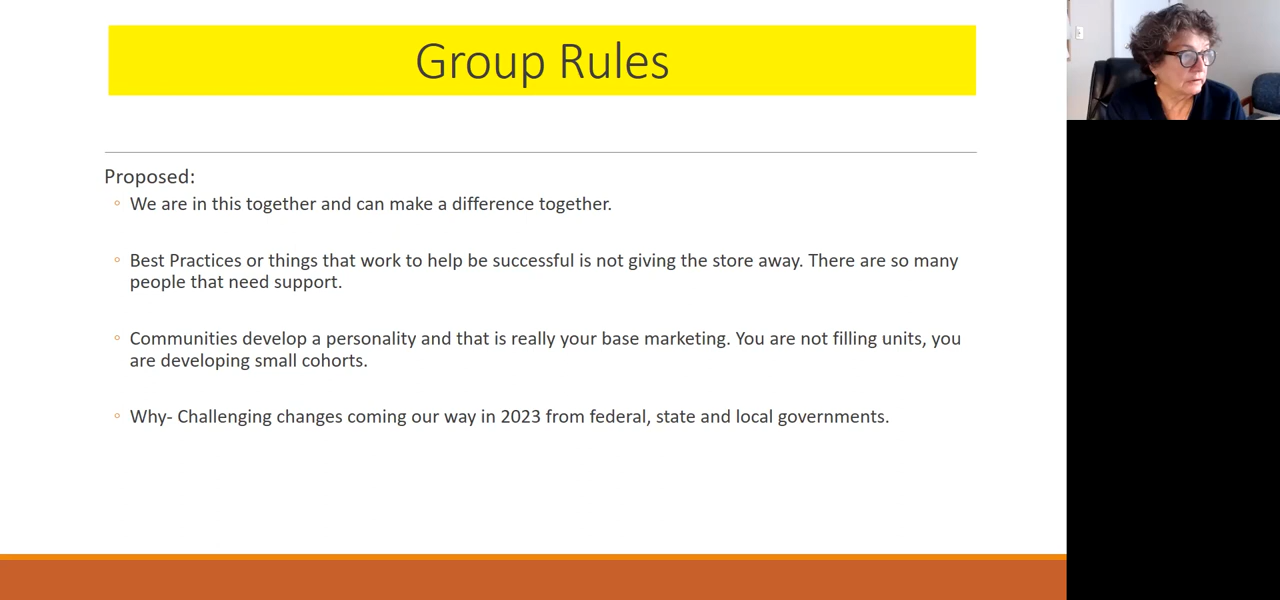 Group Rules
Proposed:
◦ We are in this together and can make a difference together.
◦ Best Practices or things that work to help be successful is not giving the store away. There are so many
people that need support.
◦ Communities develop a personality and that is really your base marketing. You are not filling units, you
are developing small cohorts.
◦ Why- Challenging changes coming our way in 2023 from federal, state and local governments.